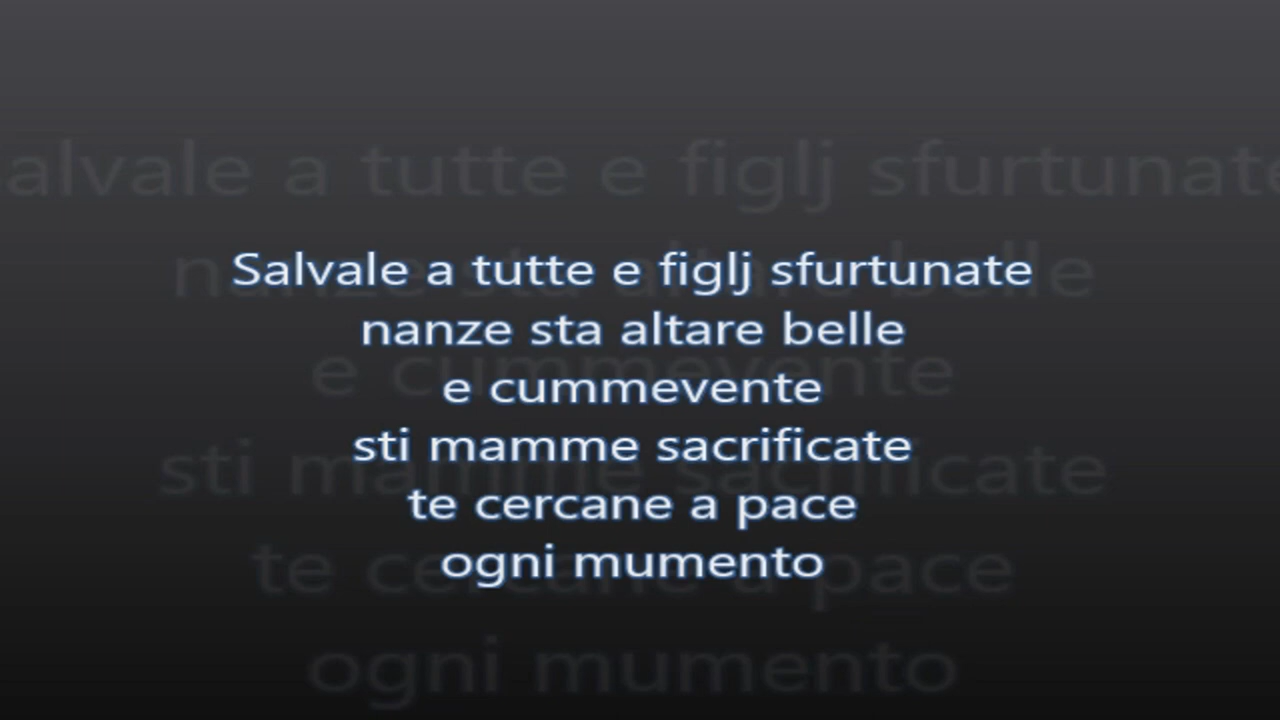 Salvale a tutte e figlj sfurtunate
nanze sta altare belle
e cummevente
sti mamme sacrificate
te cercane a pace
ogni mumento